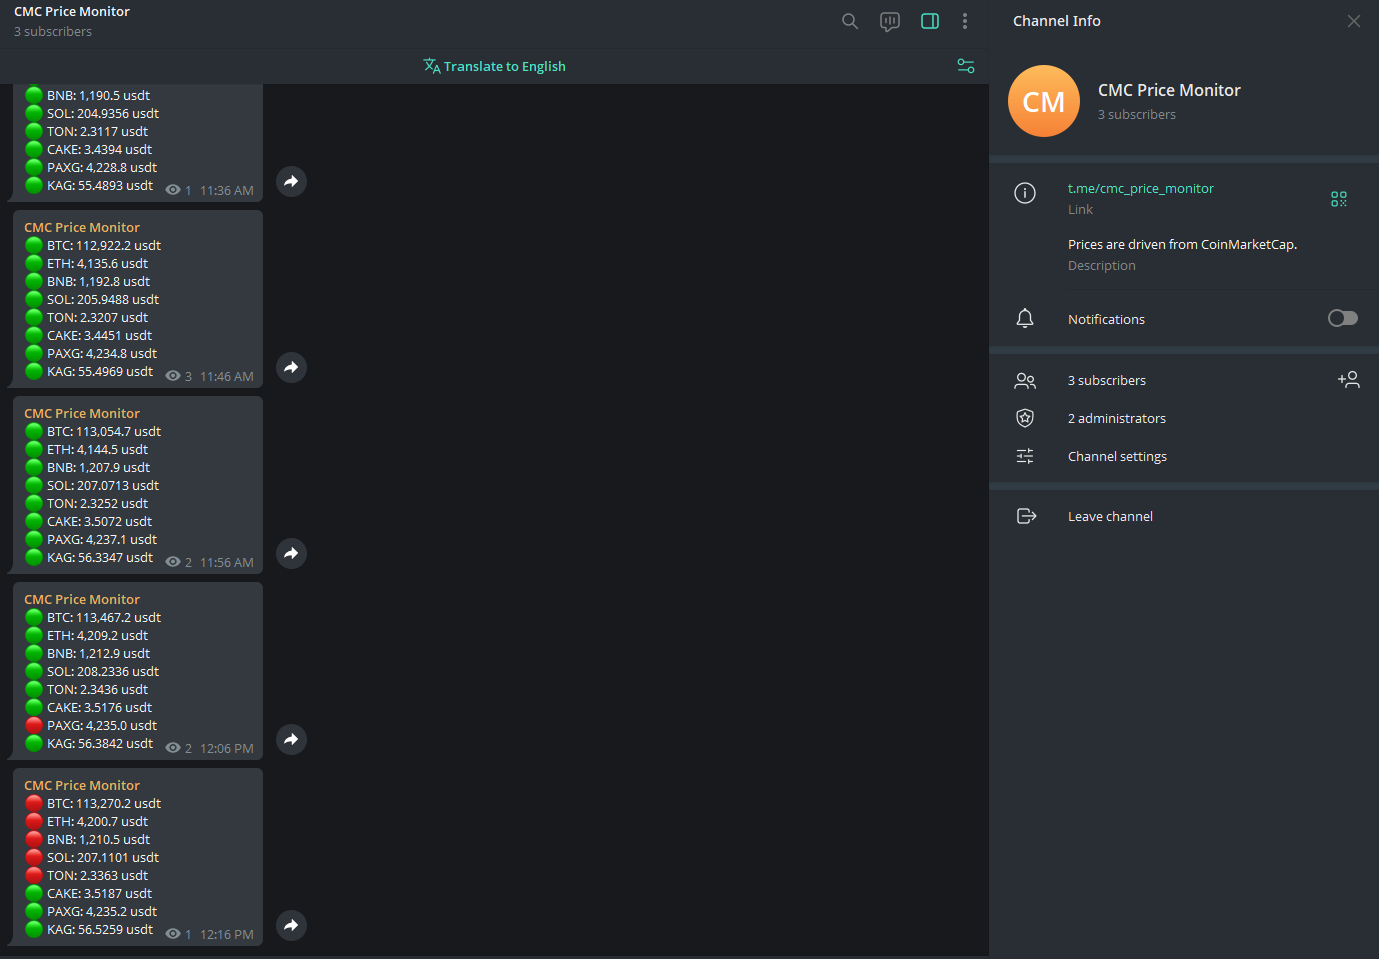 CMC Price Monitor
3 subscribers
Translate to English
BNB: 1,190.5 usdt
SOL: 204.9356 usdt
TON: 2.3117 usdt
CAKE: 3.4394 usdt
PAXG: 4,228.8 usdt
KAG: 55.4893 usdt 1 11:36 AM
CMC Price Monitor
BTC: 112,922.2 usdt
ETH: 4,135.6 usdt
BNB: 1,192.8 usdt
SOL: 205.9488 usdt
TON: 2.3207 usdt
CAKE: 3.4451 usdt
PAXG: 4,234.8 usdt
KAG: 55.4969 usdt 3 11:46 AM
CMC Price Monitor
BTC: 113,054.7 usdt
ETH: 4,144.5 usdt
BNB: 1,207.9 usdt
SOL: 207.0713 usdt
TON: 2.3252 usdt
CAKE: 3.5072 usdt
PAXG: 4,237.1 usdt
KAG: 56.3347 usdt 2 11:56 AM
CMC Price Monitor
BTC: 113,467.2 usdt
ETH: 4,209.2 usdt
BNB: 1,212.9 usdt
SOL: 208.2336 usdt
TON: 2.3436 usdt
CAKE: 3.5176 usdt
PAXG: 4,235.0 usdt
KAG: 56.3842 usdt 2 12:06 PM
CMC Price Monitor
BTC: 113,270.2 usdt
ETH: 4,200.7 usdt
BNB: 1,210.5 usdt
SOL: 207.1101 usdt
TON: 2.3363 usdt
CAKE: 3.5187 usdt
PAXG: 4,235.2 usdt
KAG: 56.5259 usdt 1 12:16 PM
Channel Info
CM
CMC Price Monitor
3 subscribers
t.me/cmc_price_monitor
Link
Prices are driven from CoinMarketCap.
Description
Notifications
3 subscribers
2 administrators
Channel settings
Leave channel